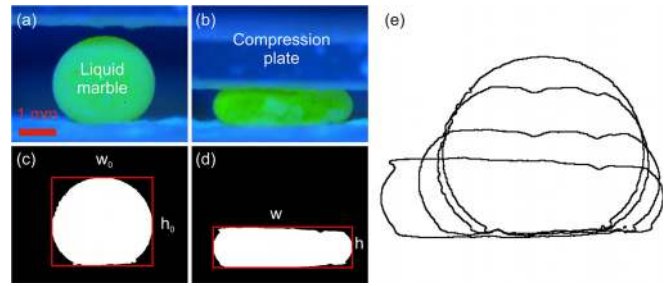 (a)
Liquid
marble
1 mm
(b)
Compression
plate
(c)
w₀
h₀
(d)
w
h
(e)